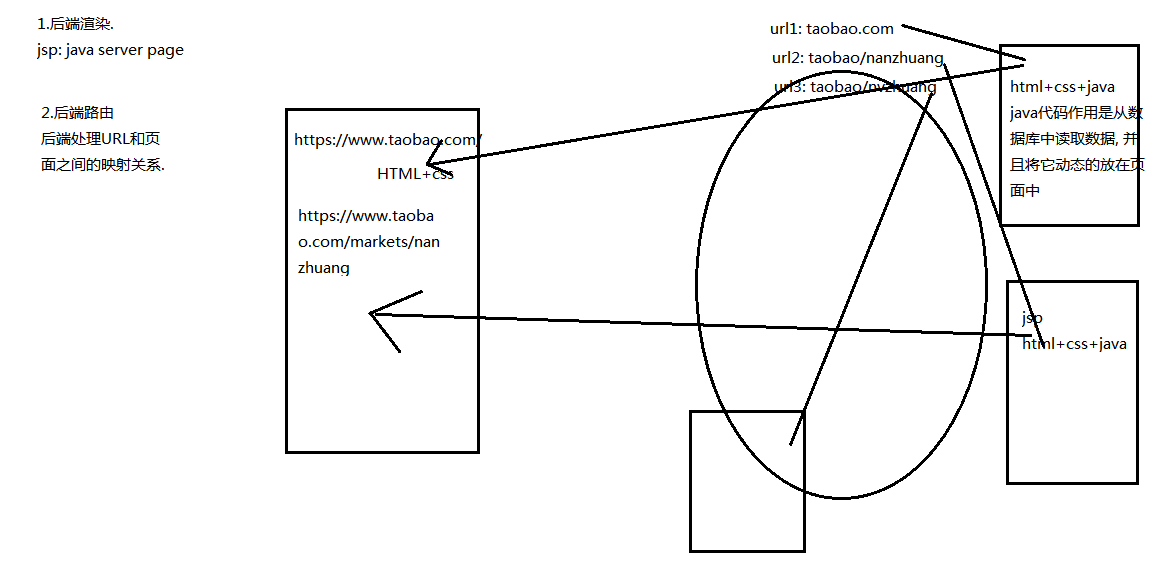 1.后端渲染.
jsp: java server page
2.后端路由
后端处理URL和页
面之间的映射关系.
https://www.taobao.com/
HTML+css
https://www.taoba
o.com/markets/nan
zhuang
url1: taobao.com
url2: taobao/nanzhuang
url3: taobao/nvzhuang
html+css+java
java代码作用是从数
据库中读取数据, 并
且将它动态的放在页
面中
jsp
html+css+java